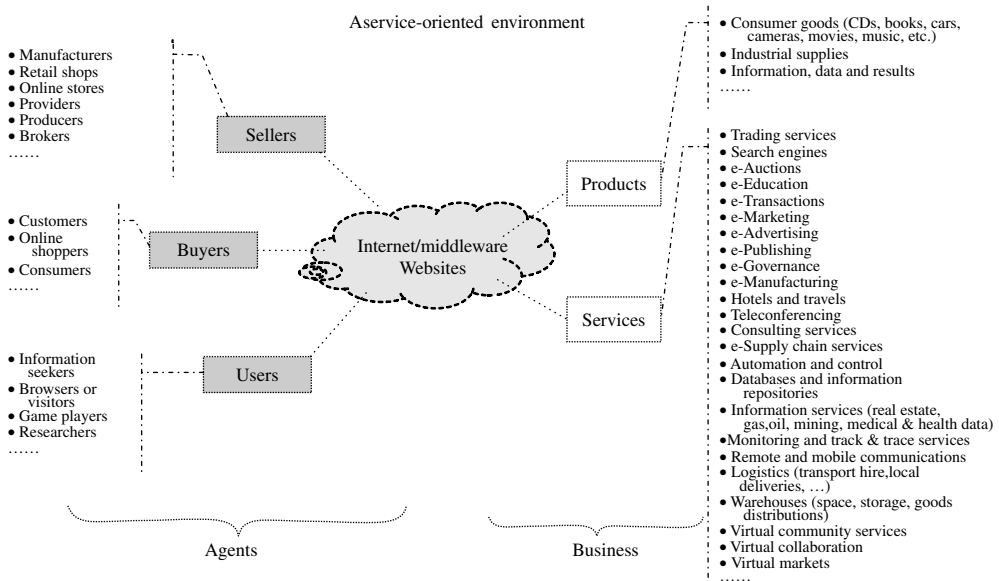 Aservice-oriented environment
• Manufacturers
• Retail shops
• Online stores
• Providers
• Producers
• Brokers
……
Sellers
• Customers
• Online
shoppers
• Consumers
……
Buyers
• Information
seekers
• Browsers or
visitors
• Game players
• Researchers
……
Users
Internet/middleware
Websites
Products
Services
• Consumer goods (CDs, books, cars,
cameras, movies, music, etc.)
• Industrial supplies
• Information, data and results
……
• Trading services
• Search engines
• e-Auctions
• e-Education
• e-Transactions
• e-Marketing
• e-Advertising
• e-Publishing
• e-Governance
• e-Manufacturing
• Hotels and travels
• Teleconferencing
• Consulting services
• e-Supply chain services
• Automation and control
• Databases and information
repositories
• Information services (real estate,
gas,oil, mining, medical & health data)
•Monitoring and track & trace services
• Remote and mobile communications
• Logistics (transport hire,local
deliveries, …)
• Warehouses (space, storage, goods
distributions)
• Virtual community services
• Virtual collaboration
• Virtual markets
……
Agents
Business